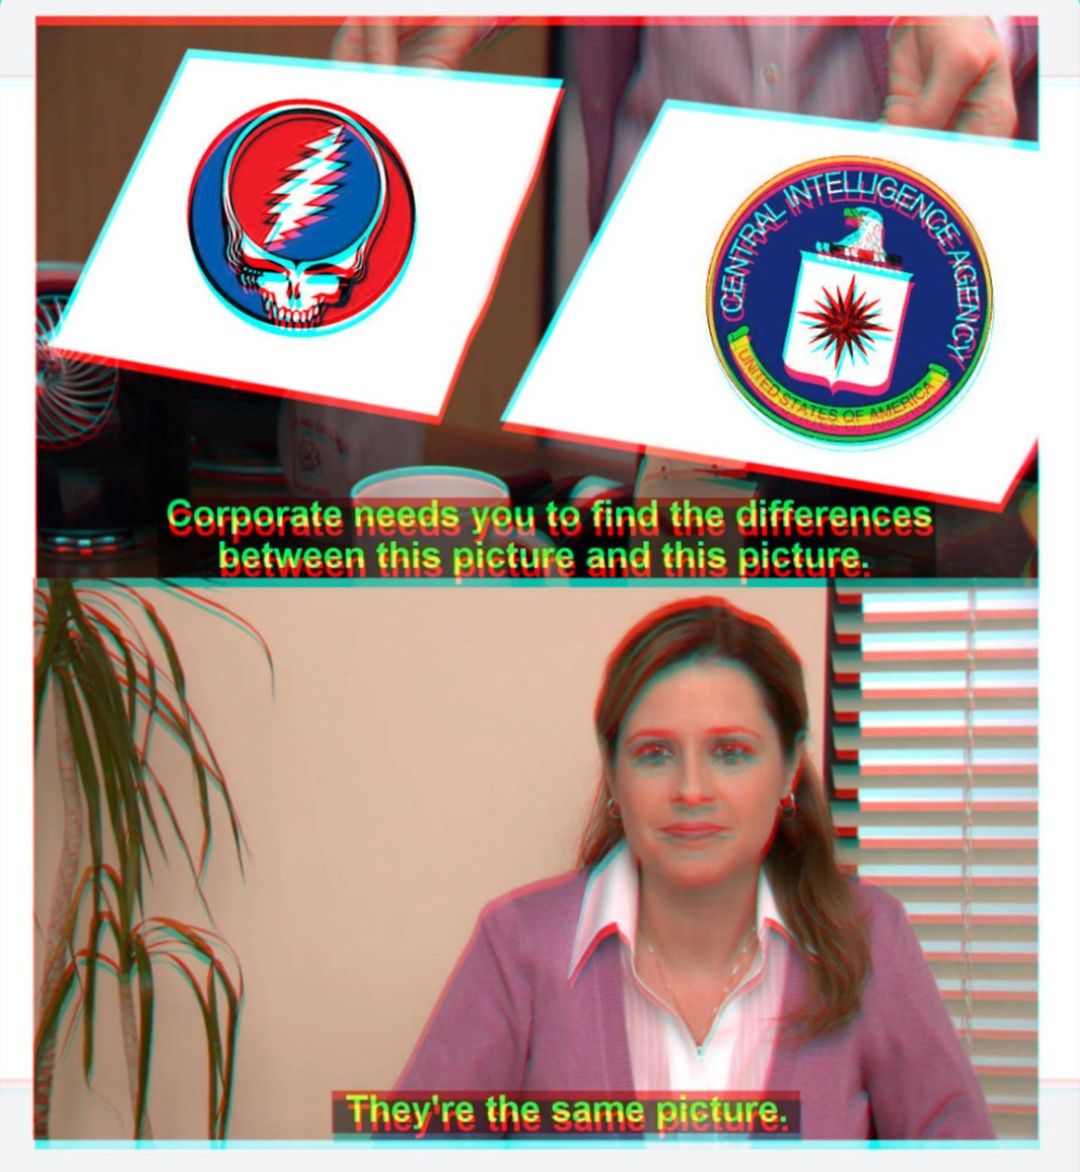 CENTRAL INTELLIGENCE AGENCY
UNITED STATES OF AMERICA
Corporate needs you to find the differences
between this picture and this picture.
They're the same picture.